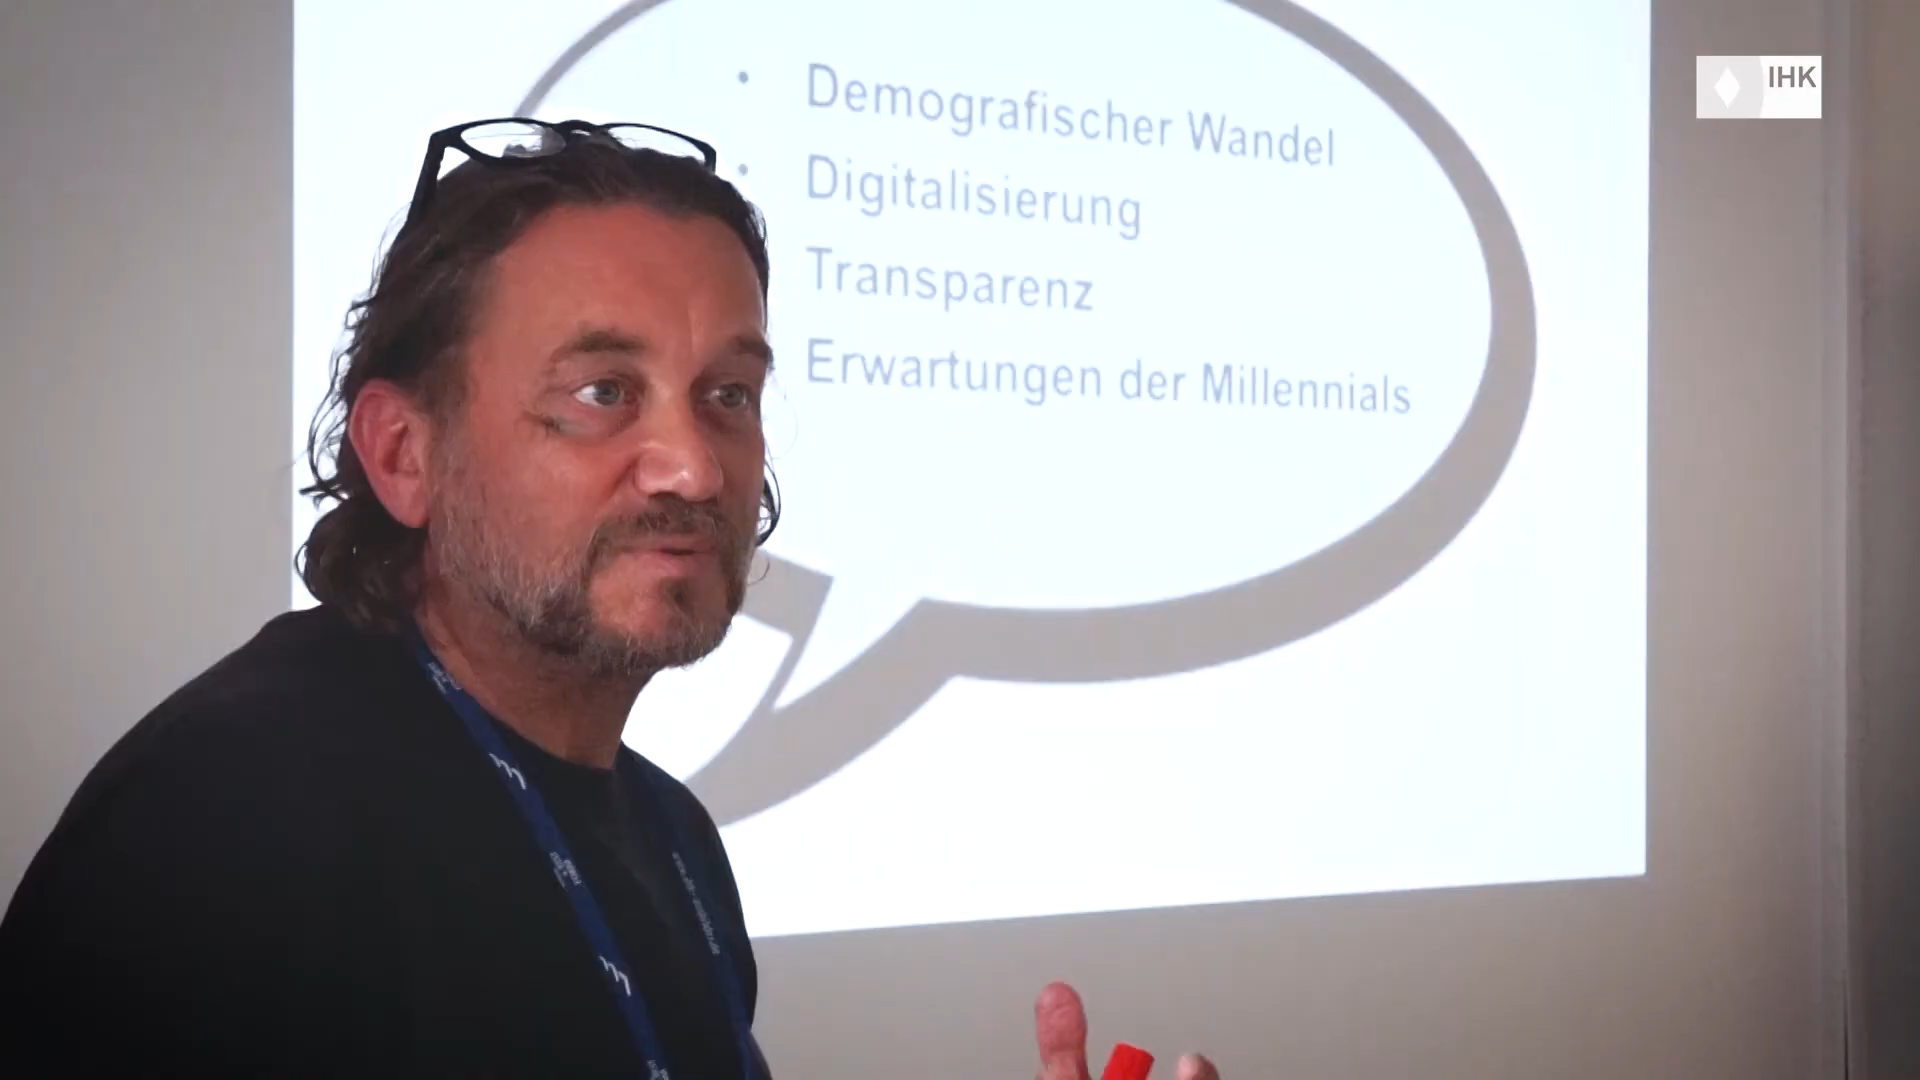 IHK
Demografischer Wandel
Digitalisierung
Transparenz
Erwartungen der Millennials